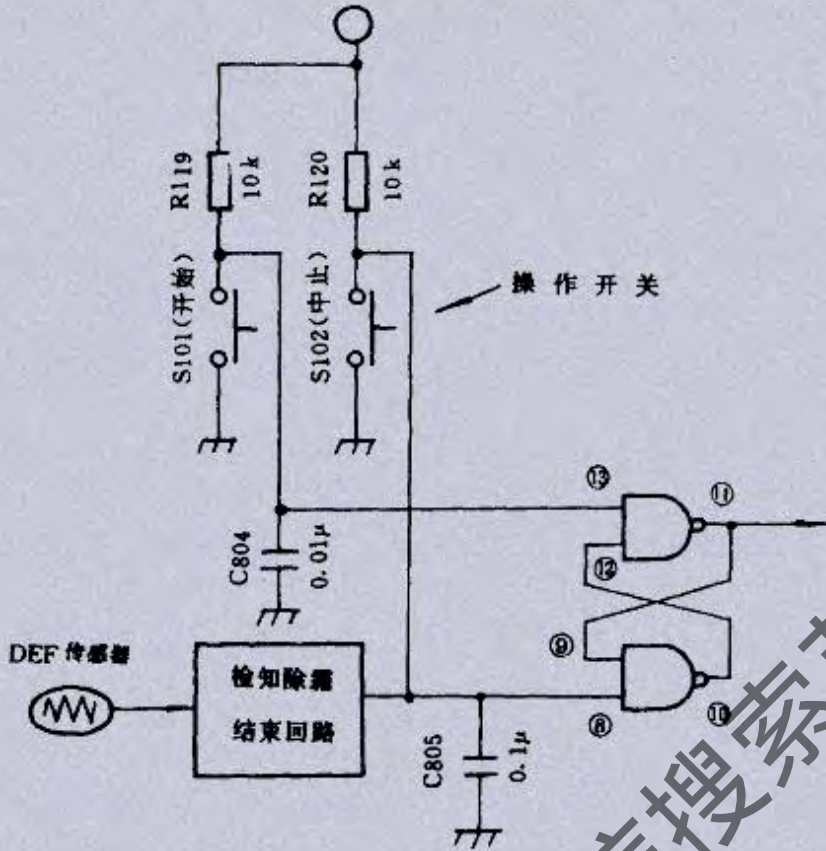 R119
10k
R120
10k
S101(开始)
S102(中止)
操作开关
⑬
⑪
C804
0.01μ
⑫
DEF 传感器
检知除霜
结束回路
⑨
⑧
⑩
C805
0.1μ
搜索